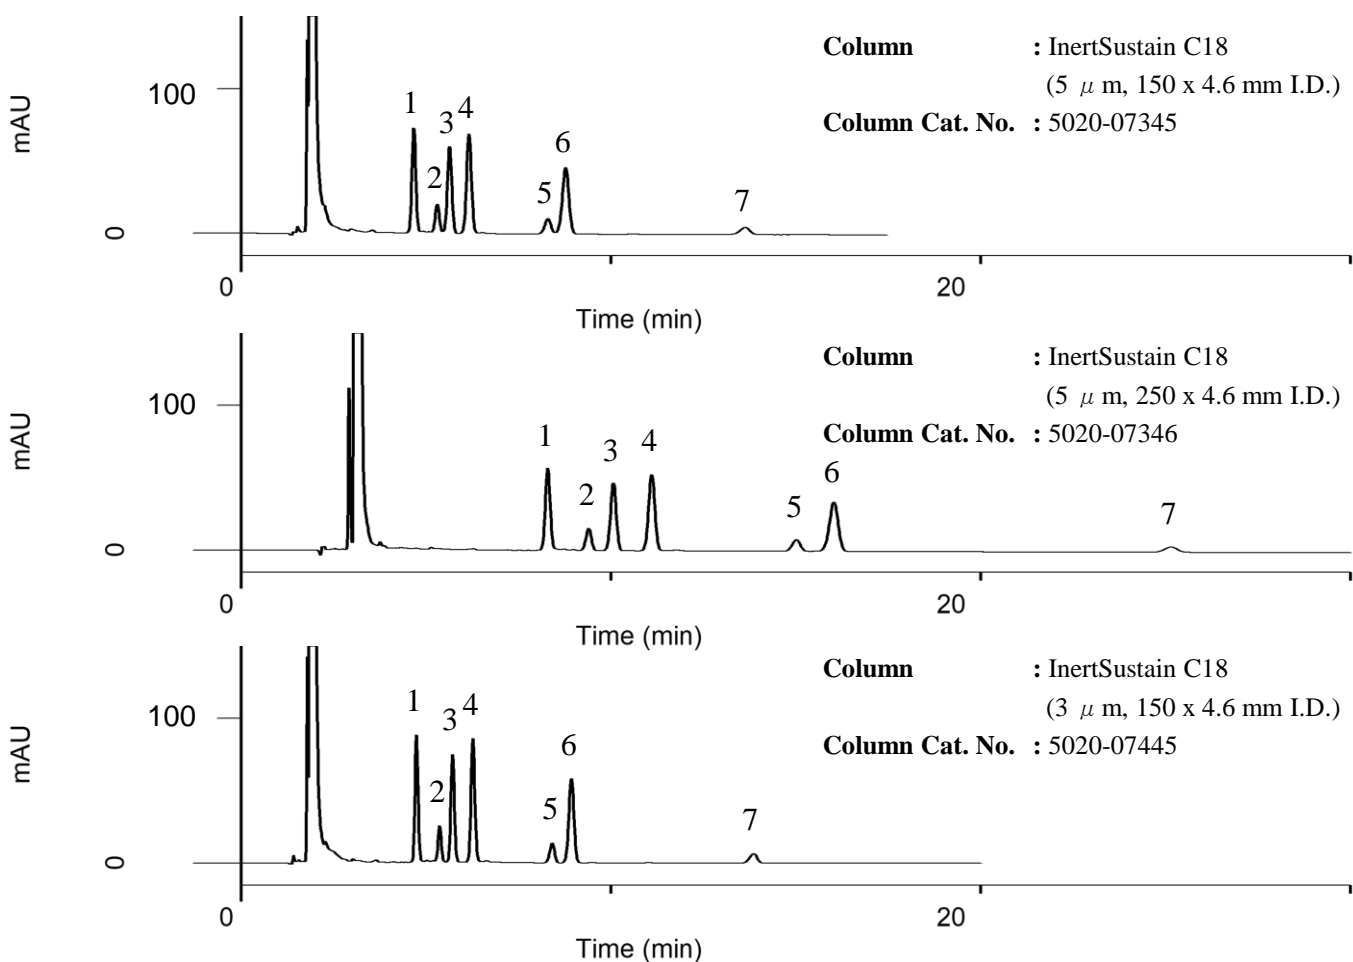 Column : InertSustain C18
(5 μm, 150 x 4.6 mm I.D.)
Column Cat. No. : 5020-07345
mAU
100
0
1
2
3
4
5
6
7
0
20
Time (min)
Column : InertSustain C18
(5 μm, 250 x 4.6 mm I.D.)
Column Cat. No. : 5020-07346
mAU
100
0
1
2
3
4
5
6
7
0
20
Time (min)
Column : InertSustain C18
(3 μm, 150 x 4.6 mm I.D.)
Column Cat. No. : 5020-07445
mAU
100
0
1
2
3
4
5
6
7
0
20
Time (min)